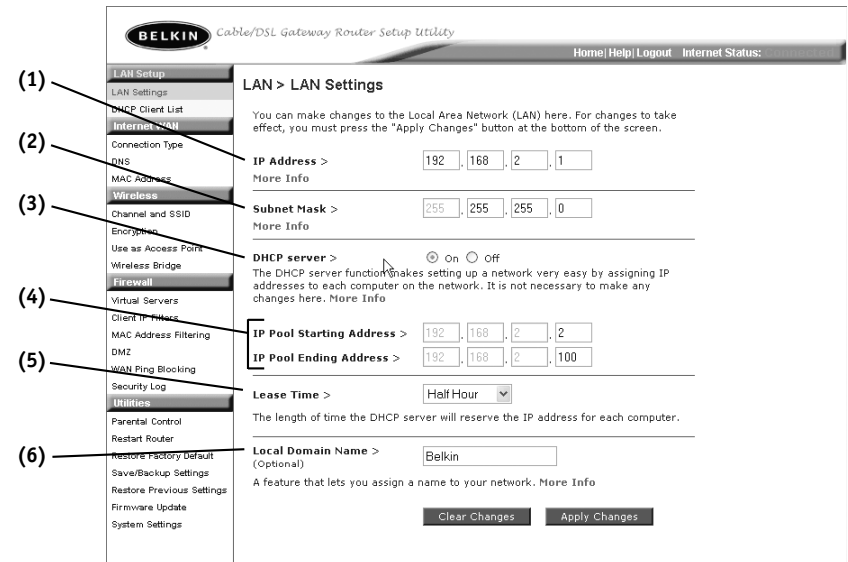 BELKIN
Cable/DSL Gateway Router Setup Utility
Home|Help|Logout Internet Status: Connected
LAN Setup
LAN Settings
DHCP Client List
Internet WAN
Connection Type
DNS
MAC Address
Wireless
Channel and SSID
Encryption
Use as Access Point
Wireless Bridge
Firewall
Virtual Servers
Client IP Filters
MAC Address Filtering
DMZ
WAN Ping Blocking
Security Log
Utilities
Parental Control
Restart Router
Restore Factory Default
Save/Backup Settings
Restore Previous Settings
Firmware Update
System Settings
LAN > LAN Settings
You can make changes to the Local Area Network (LAN) here. For changes to take
effect, you must press the "Apply Changes" button at the bottom of the screen.
(1)
IP Address > 192 . 168 . 2 . 1
More Info
(2)
Subnet Mask > 255 . 255 . 255 . 0
More Info
(3)
DHCP server > On Off
The DHCP server function makes setting up a network very easy by assigning IP
addresses to each computer on the network. It is not necessary to make any
changes here. More Info
(4)
IP Pool Starting Address > 192 . 168 . 2 . 2
IP Pool Ending Address > 192 . 168 . 2 . 100
(5)
Lease Time > Half Hour
The length of time the DHCP server will reserve the IP address for each computer.
(6)
Local Domain Name > Belkin
(Optional)
A feature that lets you assign a name to your network. More Info
Clear Changes Apply Changes